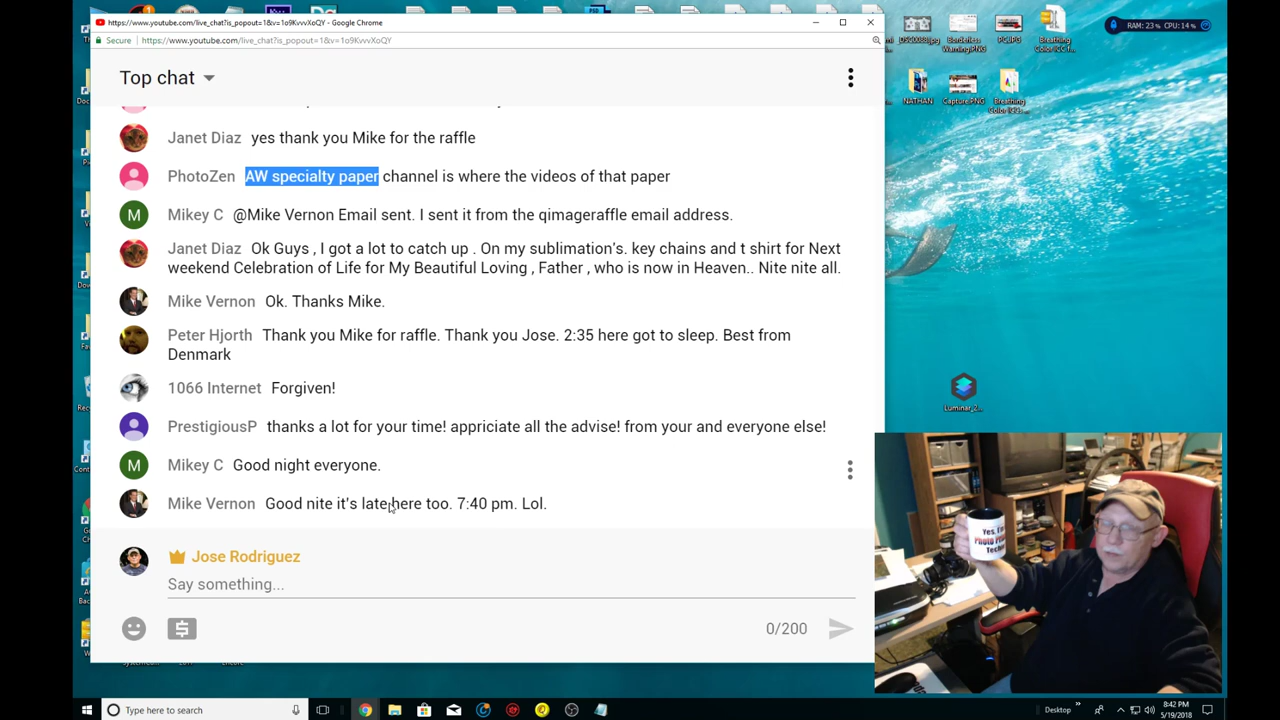 https://www.youtube.com/live_chat?is_popout=1&v=1o9KvvvXoQY - Google Chrome
Secure https://www.youtube.com/live_chat?is_popout=1&v=1o9KvvvXoQY
RAM: 23 % CPU: 14 %
Top chat
NATHAN
Capture.PNG
Janet Diaz yes thank you Mike for the raffle
PhotoZen AW specialty paper channel is where the videos of that paper
Mikey C @Mike Vernon Email sent. I sent it from the qimageraffle email address.
Janet Diaz Ok Guys , I got a lot to catch up . On my sublimation's. key chains and t shirt for Next
weekend Celebration of Life for My Beautiful Loving , Father , who is now in Heaven.. Nite nite all.
Mike Vernon Ok. Thanks Mike.
Peter Hjorth Thank you Mike for raffle. Thank you Jose. 2:35 here got to sleep. Best from
Denmark
1066 Internet Forgiven!
Luminar_2...
PrestigiousP thanks a lot for your time! appriciate all the advise! from your and everyone else!
M Mikey C Good night everyone.
Mike Vernon Good nite it's late here too. 7:40 pm. Lol.
Jose Rodriguez
Say something...
0/200
Yes, I'm
Type here to search
Desktop
8:42 PM
5/19/2018